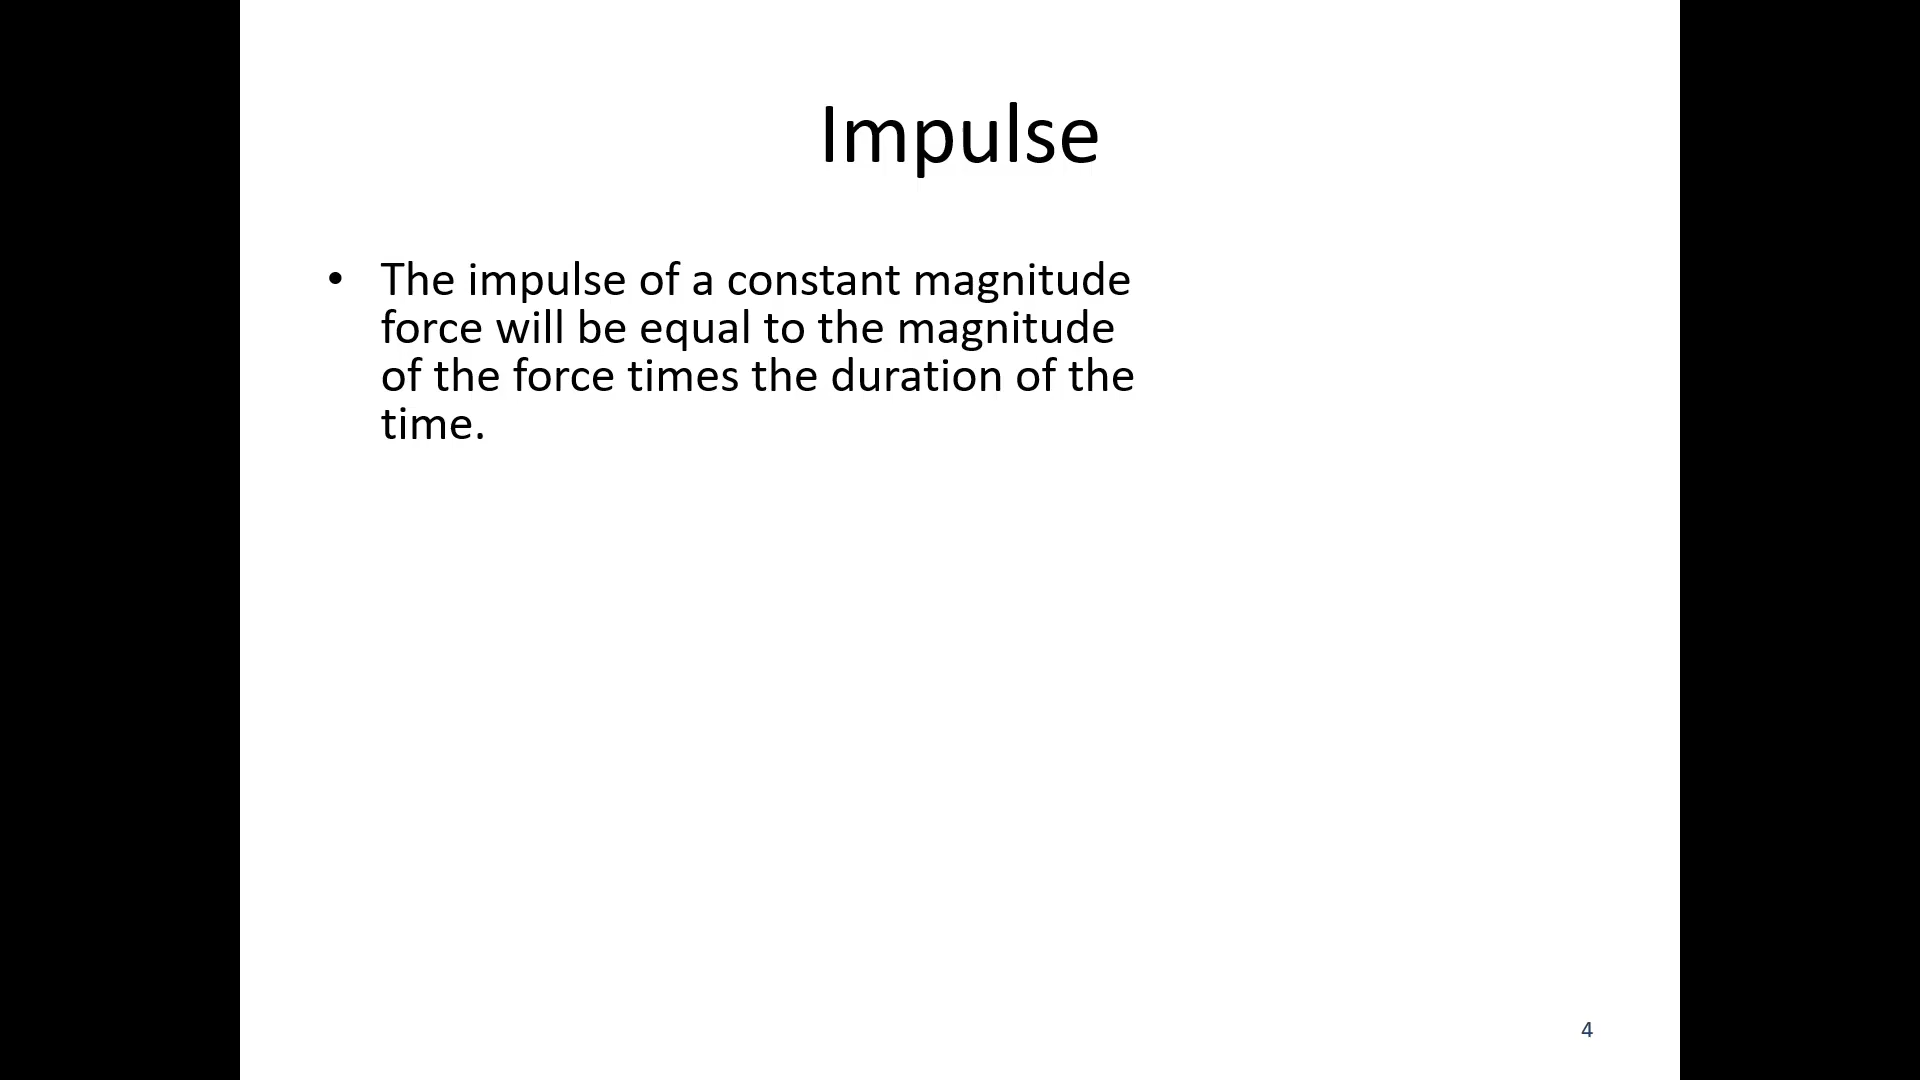 Impulse
• The impulse of a constant magnitude
force will be equal to the magnitude
of the force times the duration of the
time.
4